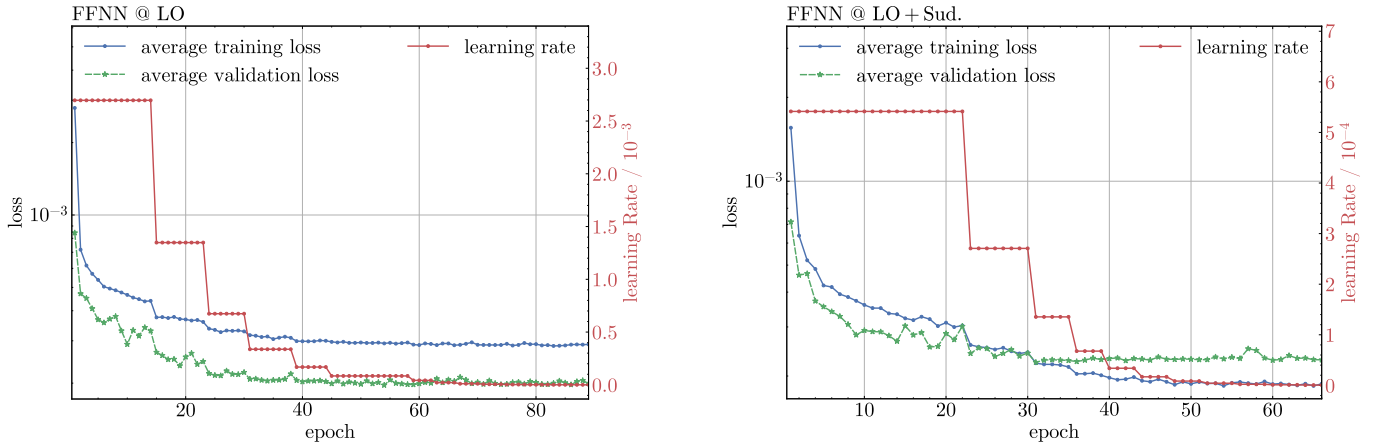 FFNN @ LO
average training loss
average validation loss
learning rate
loss
10⁻³
3.0
2.5
2.0
1.5
1.0
0.5
0.0
learning Rate / 10⁻³
20
40
60
80
epoch
FFNN @ LO + Sud.
average training loss
average validation loss
learning rate
loss
10⁻³
7
6
5
4
3
2
1
0
learning Rate / 10⁻⁴
10
20
30
40
50
60
epoch